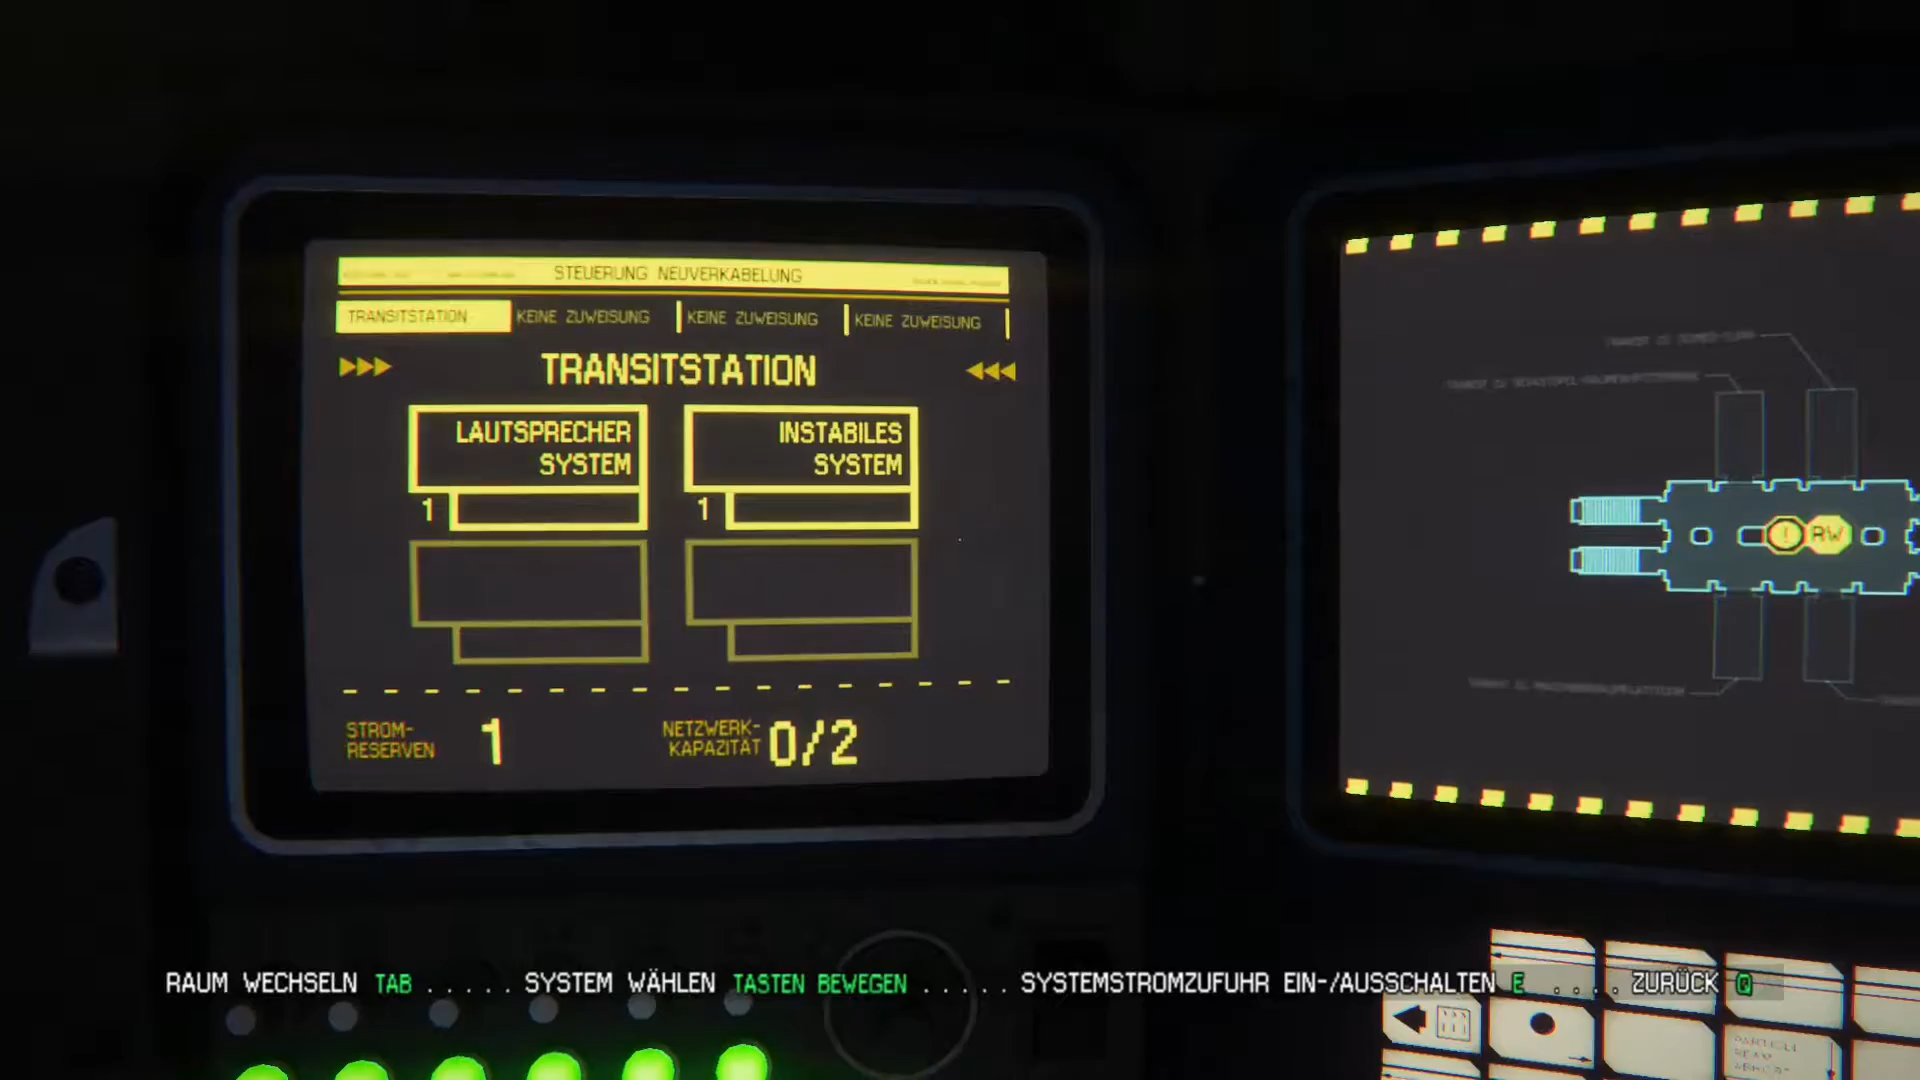 STEUERUNG NEUVERKABELUNG
TRANSITSTATION
KEINE ZUWEISUNG
KEINE ZUWEISUNG
KEINE ZUWEISUNG
TRANSITSTATION
LAUTSPRECHER
SYSTEM
1
INSTABILES
SYSTEM
1
STROM-
RESERVEN
1
NETZWERK-
KAPAZITÄT
0/2
!
RW
RAUM WECHSELN TAB ..... SYSTEM WÄHLEN TASTEN BEWEGEN ..... SYSTEMSTROMZUFUHR EIN-/AUSSCHALTEN E .... ZURÜCK Q